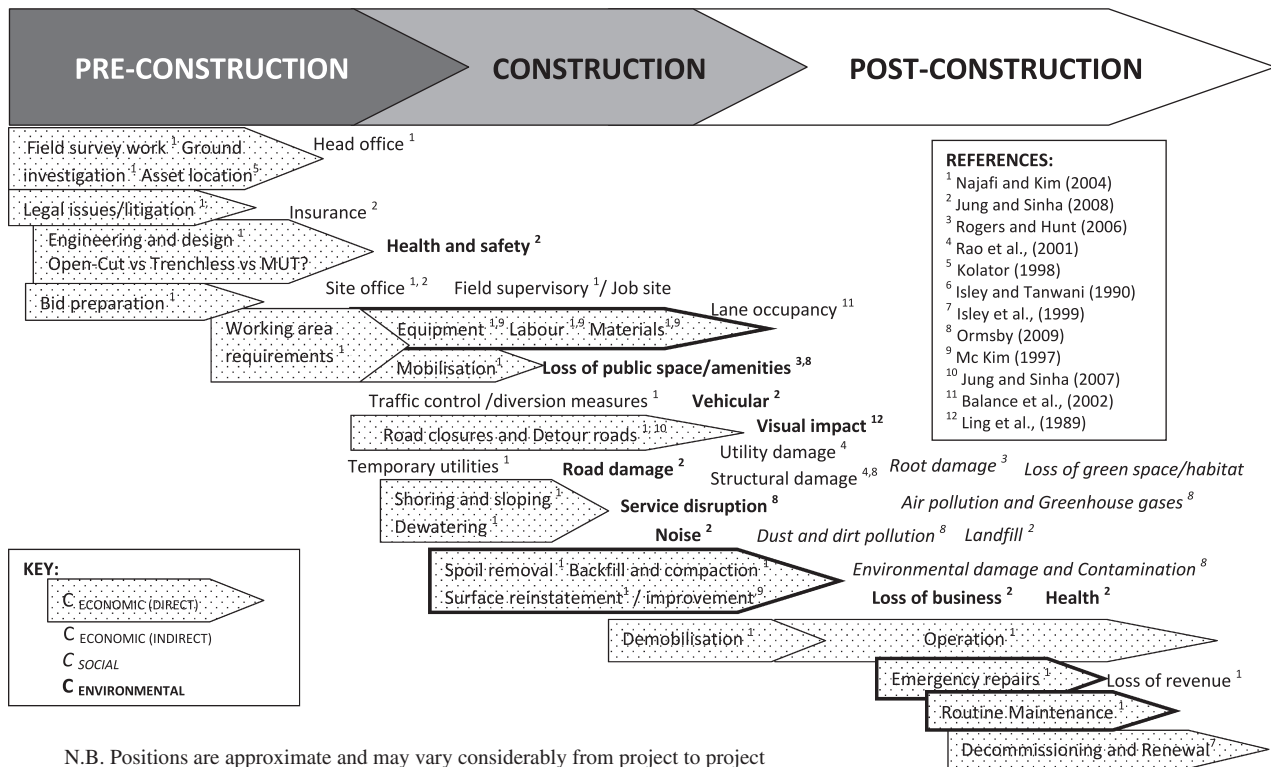 PRE-CONSTRUCTION
CONSTRUCTION
POST-CONSTRUCTION
Field survey work 1 Ground
investigation 1 Asset location 5
Head office 1
Legal issues/litigation 1
Insurance 2
Engineering and design 1
Open-Cut vs Trenchless vs MUT?
Health and safety 2
Bid preparation 1
Site office 1, 2
Field supervisory 1 / Job site
Lane occupancy 11
Working area
requirements 1
Equipment 1,9 Labour 1,9 Materials 1,9
Mobilisation 1
Loss of public space/amenities 3,8
Traffic control /diversion measures 1
Vehicular 2
Road closures and Detour roads 1, 10
Visual impact 12
Utility damage 4
Temporary utilities 1
Road damage 2
Structural damage 4,8
Root damage 3
Loss of green space/habitat
Shoring and sloping 1
Dewatering 1
Service disruption 8
Air pollution and Greenhouse gases 8
Noise 2
Dust and dirt pollution 8
Landfill 2
Spoil removal 1 Backfill and compaction 1
Surface reinstatement 1 / improvement 9
Environmental damage and Contamination 8
Loss of business 2
Health 2
Demobilisation 1
Operation 1
Emergency repairs 1
Loss of revenue 1
Routine Maintenance 1
Decommissioning and Renewal 7
REFERENCES:
1 Najafi and Kim (2004)
2 Jung and Sinha (2008)
3 Rogers and Hunt (2006)
4 Rao et al., (2001)
5 Kolator (1998)
6 Isley and Tanwani (1990)
7 Isley et al., (1999)
8 Ormsby (2009)
9 Mc Kim (1997)
10 Jung and Sinha (2007)
11 Balance et al., (2002)
12 Ling et al., (1989)
KEY:
C ECONOMIC (DIRECT)
C ECONOMIC (INDIRECT)
C SOCIAL
C ENVIRONMENTAL
N.B. Positions are approximate and may vary considerably from project to project